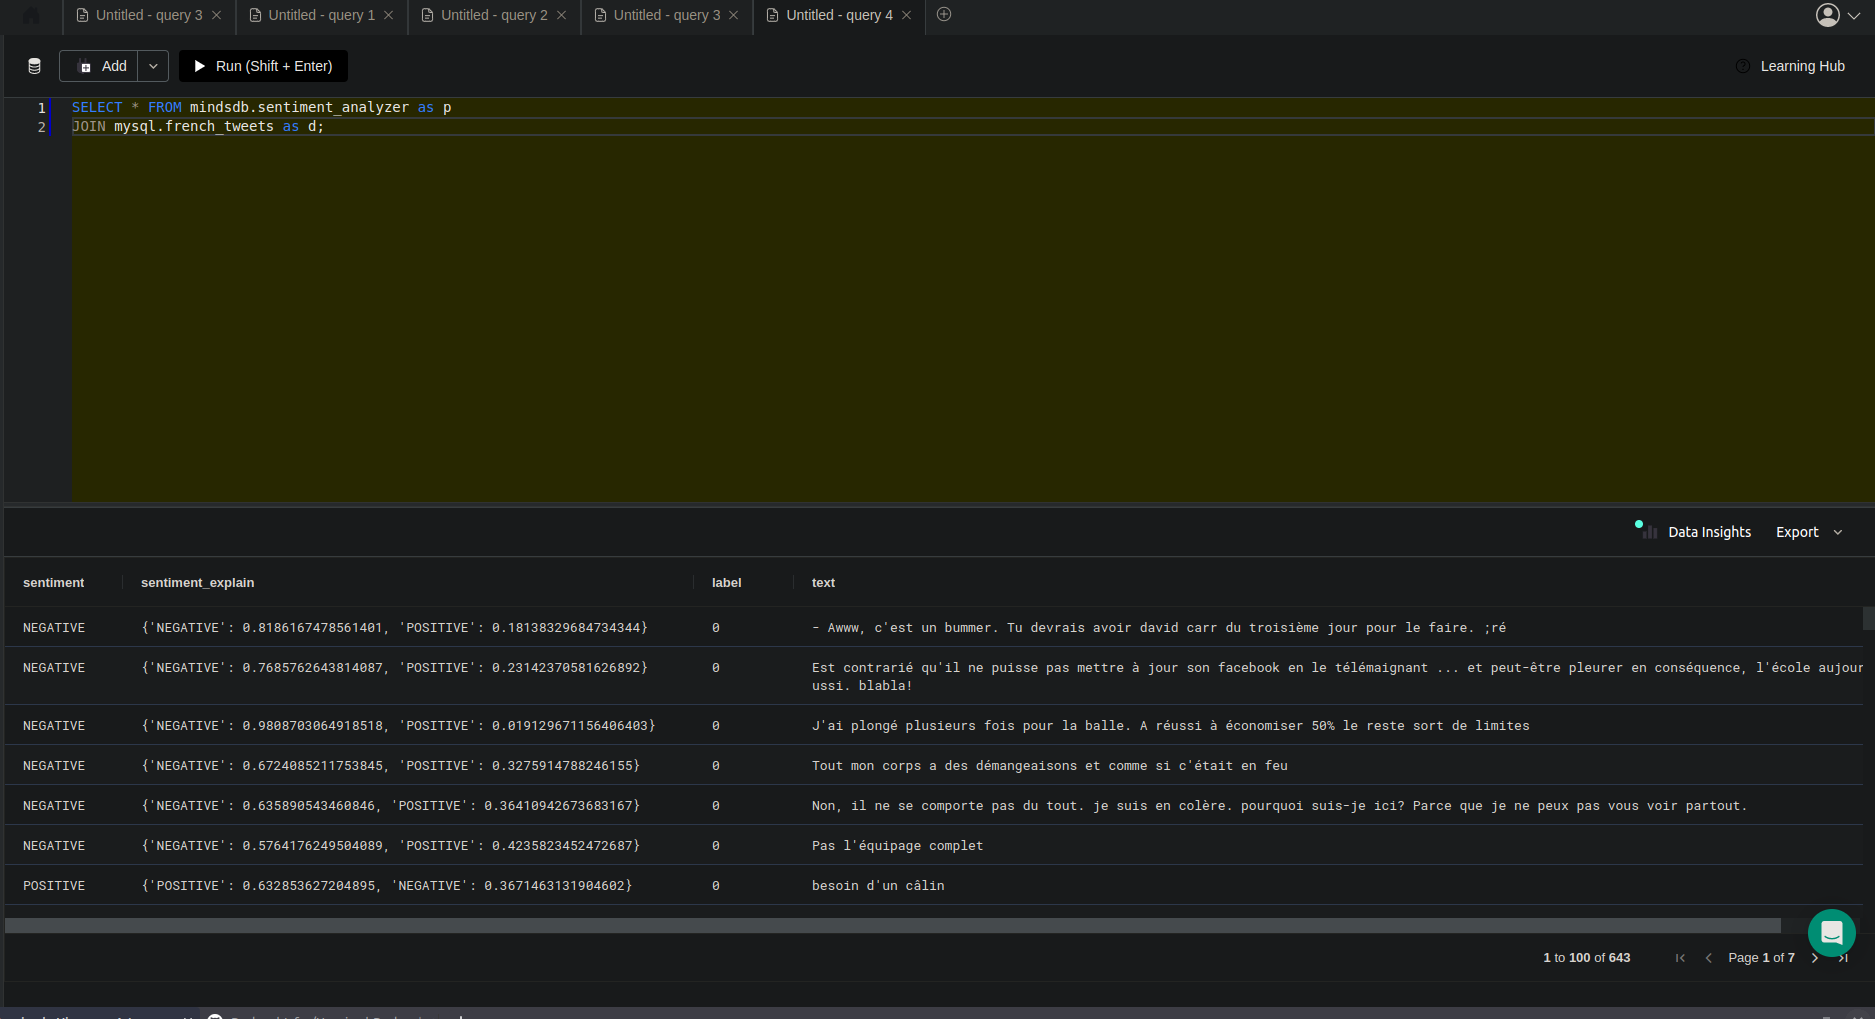 Untitled - query 3
Untitled - query 1
Untitled - query 2
Untitled - query 3
Untitled - query 4
Add
Run (Shift + Enter)
Learning Hub
1 SELECT * FROM mindsdb.sentiment_analyzer as p
2 JOIN mysql.french_tweets as d;
Data Insights
Export
sentiment sentiment_explain label text
NEGATIVE {'NEGATIVE': 0.8186167478561401, 'POSITIVE': 0.18138329684734344} 0 - Awww, c'est un bummer. Tu devrais avoir david carr du troisième jour pour le faire. ;ré
NEGATIVE {'NEGATIVE': 0.7685762643814087, 'POSITIVE': 0.23142370581626892} 0 Est contrarié qu'il ne puisse pas mettre à jour son facebook en le télémaignant ... et peut-être pleurer en conséquence, l'école aujour
ussi. blabla!
NEGATIVE {'NEGATIVE': 0.9808703064918518, 'POSITIVE': 0.019129671156406403} 0 J'ai plongé plusieurs fois pour la balle. A réussi à économiser 50% le reste sort de limites
NEGATIVE {'NEGATIVE': 0.6724085211753845, 'POSITIVE': 0.3275914788246155} 0 Tout mon corps a des démangeaisons et comme si c'était en feu
NEGATIVE {'NEGATIVE': 0.635890543460846, 'POSITIVE': 0.36410942673683167} 0 Non, il ne se comporte pas du tout. je suis en colère. pourquoi suis-je ici? Parce que je ne peux pas vous voir partout.
NEGATIVE {'NEGATIVE': 0.5764176249504089, 'POSITIVE': 0.4235823452472687} 0 Pas l'équipage complet
POSITIVE {'POSITIVE': 0.632853627204895, 'NEGATIVE': 0.3671463131904602} 0 besoin d'un câlin
1 to 100 of 643
Page 1 of 7